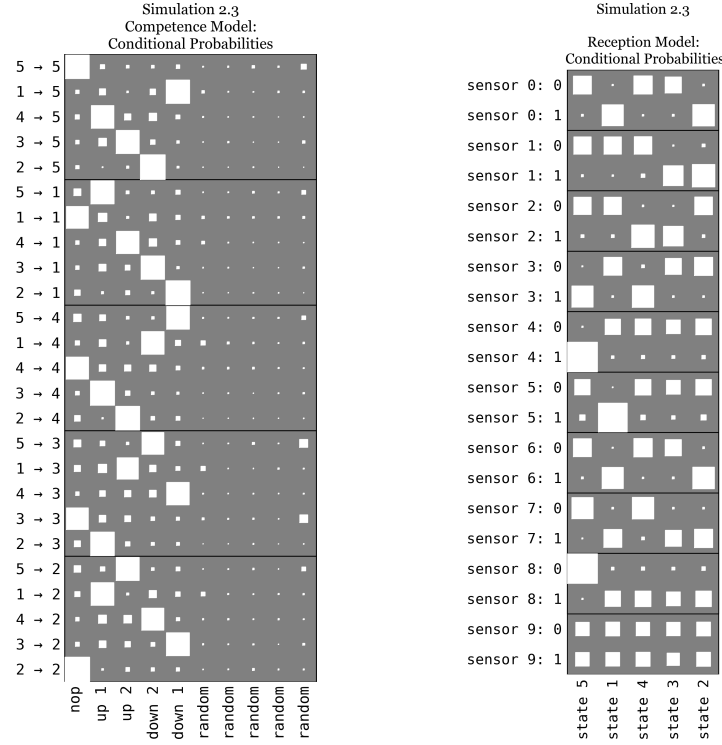 Simulation 2.3
Competence Model:
Conditional Probabilities
5 → 5
1 → 5
4 → 5
3 → 5
2 → 5
5 → 1
1 → 1
4 → 1
3 → 1
2 → 1
5 → 4
1 → 4
4 → 4
3 → 4
2 → 4
5 → 3
1 → 3
4 → 3
3 → 3
2 → 3
5 → 2
1 → 2
4 → 2
3 → 2
2 → 2
nop
up 1
up 2
down 2
down 1
random
random
random
random
random
Simulation 2.3
Reception Model:
Conditional Probabilities
sensor 0: 0
sensor 0: 1
sensor 1: 0
sensor 1: 1
sensor 2: 0
sensor 2: 1
sensor 3: 0
sensor 3: 1
sensor 4: 0
sensor 4: 1
sensor 5: 0
sensor 5: 1
sensor 6: 0
sensor 6: 1
sensor 7: 0
sensor 7: 1
sensor 8: 0
sensor 8: 1
sensor 9: 0
sensor 9: 1
state 5
state 1
state 4
state 3
state 2